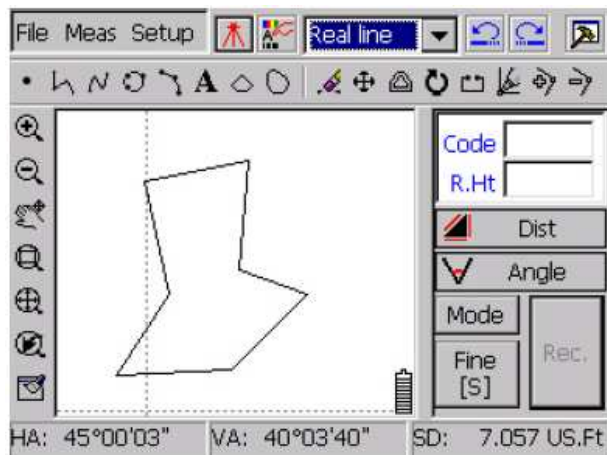 File Meas Setup Real line
A
Code
R.Ht
Dist
Angle
Mode
Fine
[S]
Rec.
HA: 45°00'03" VA: 40°03'40" SD: 7.057 US.Ft